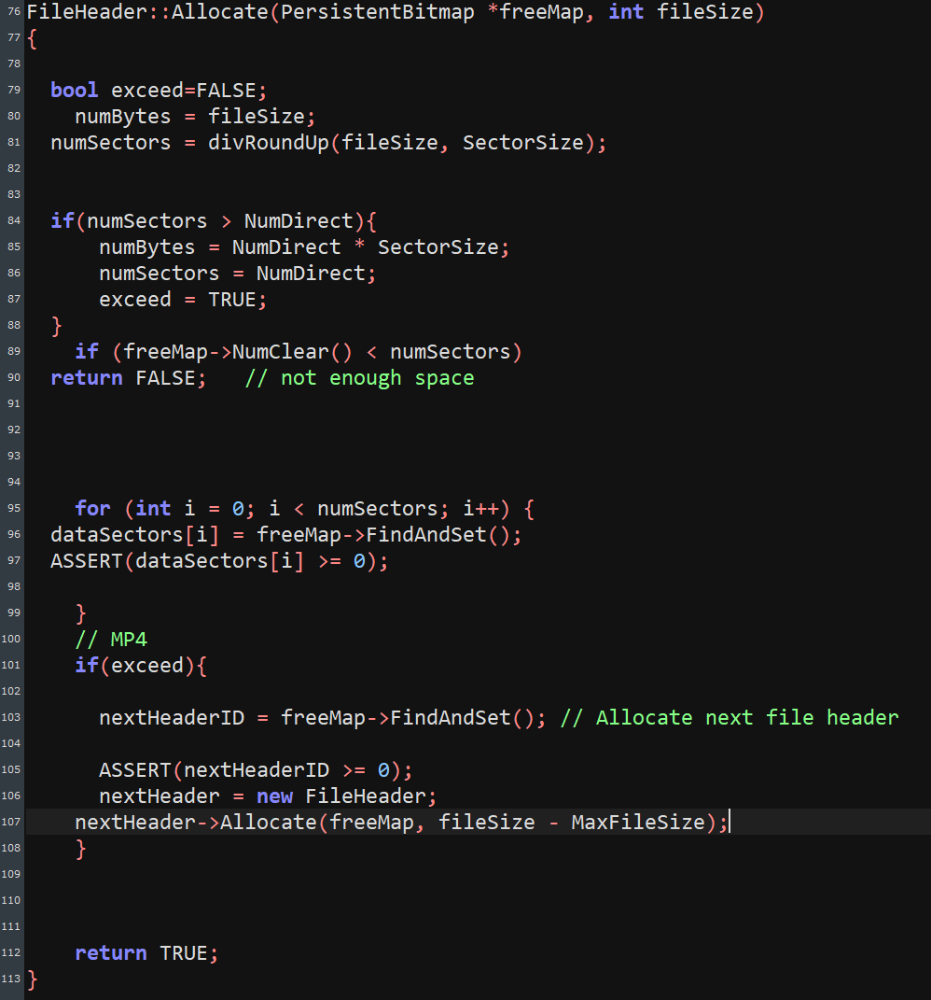 76 FileHeader::Allocate(PersistentBitmap *freeMap, int fileSize)
77 {
78
79 bool exceed=FALSE;
80 numBytes = fileSize;
81 numSectors = divRoundUp(fileSize, SectorSize);
82
83
84 if(numSectors > NumDirect){
85 numBytes = NumDirect * SectorSize;
86 numSectors = NumDirect;
87 exceed = TRUE;
88 }
89 if (freeMap->NumClear() < numSectors)
90 return FALSE; // not enough space
91
92
93
94
95 for (int i = 0; i < numSectors; i++) {
96 dataSectors[i] = freeMap->FindAndSet();
97 ASSERT(dataSectors[i] >= 0);
98
99 }
100 // MP4
101 if(exceed){
102
103 nextHeaderID = freeMap->FindAndSet(); // Allocate next file header
104
105 ASSERT(nextHeaderID >= 0);
106 nextHeader = new FileHeader;
107 nextHeader->Allocate(freeMap, fileSize - MaxFileSize);
108 }
109
110
111
112 return TRUE;
113 }